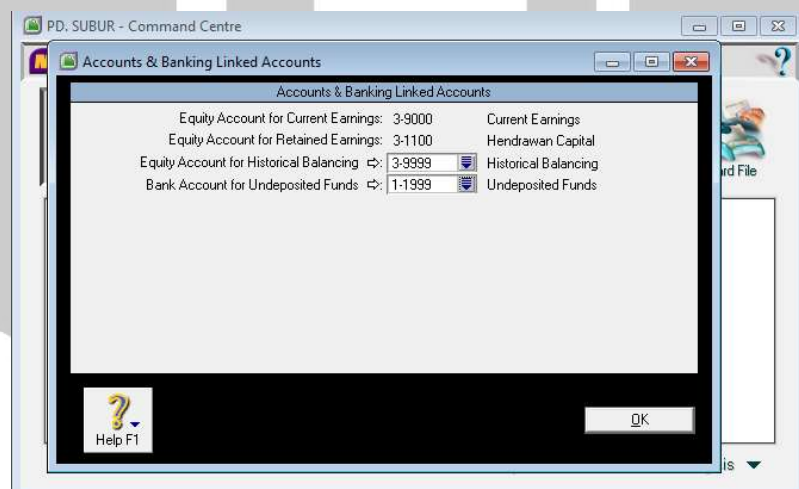 PD. SUBUR - Command Centre
Accounts & Banking Linked Accounts
Accounts & Banking Linked Accounts
Equity Account for Current Earnings: 3-9000 Current Earnings
Equity Account for Retained Earnings: 3-1100 Hendrawan Capital
Equity Account for Historical Balancing ⇨: 3-9999 Historical Balancing
Bank Account for Undeposited Funds ⇨: 1-1999 Undeposited Funds
File
Help F1
OK